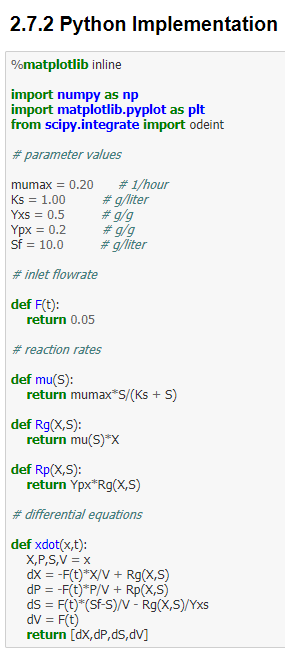 2.7.2 Python Implementation
%matplotlib inline
import numpy as np
import matplotlib.pyplot as plt
from scipy.integrate import odeint
# parameter values
mumax = 0.20      # 1/hour
Ks = 1.00         # g/liter
Yxs = 0.5         # g/g
Ypx = 0.2         # g/g
Sf = 10.0         # g/liter
# inlet flowrate
def F(t):
    return 0.05
# reaction rates
def mu(S):
    return mumax*S/(Ks + S)
def Rg(X,S):
    return mu(S)*X
def Rp(X,S):
    return Ypx*Rg(X,S)
# differential equations
def xdot(x,t):
    X,P,S,V = x
    dX = -F(t)*X/V + Rg(X,S)
    dP = -F(t)*P/V + Rp(X,S)
    dS = F(t)*(Sf-S)/V - Rg(X,S)/Yxs
    dV = F(t)
    return [dX,dP,dS,dV]